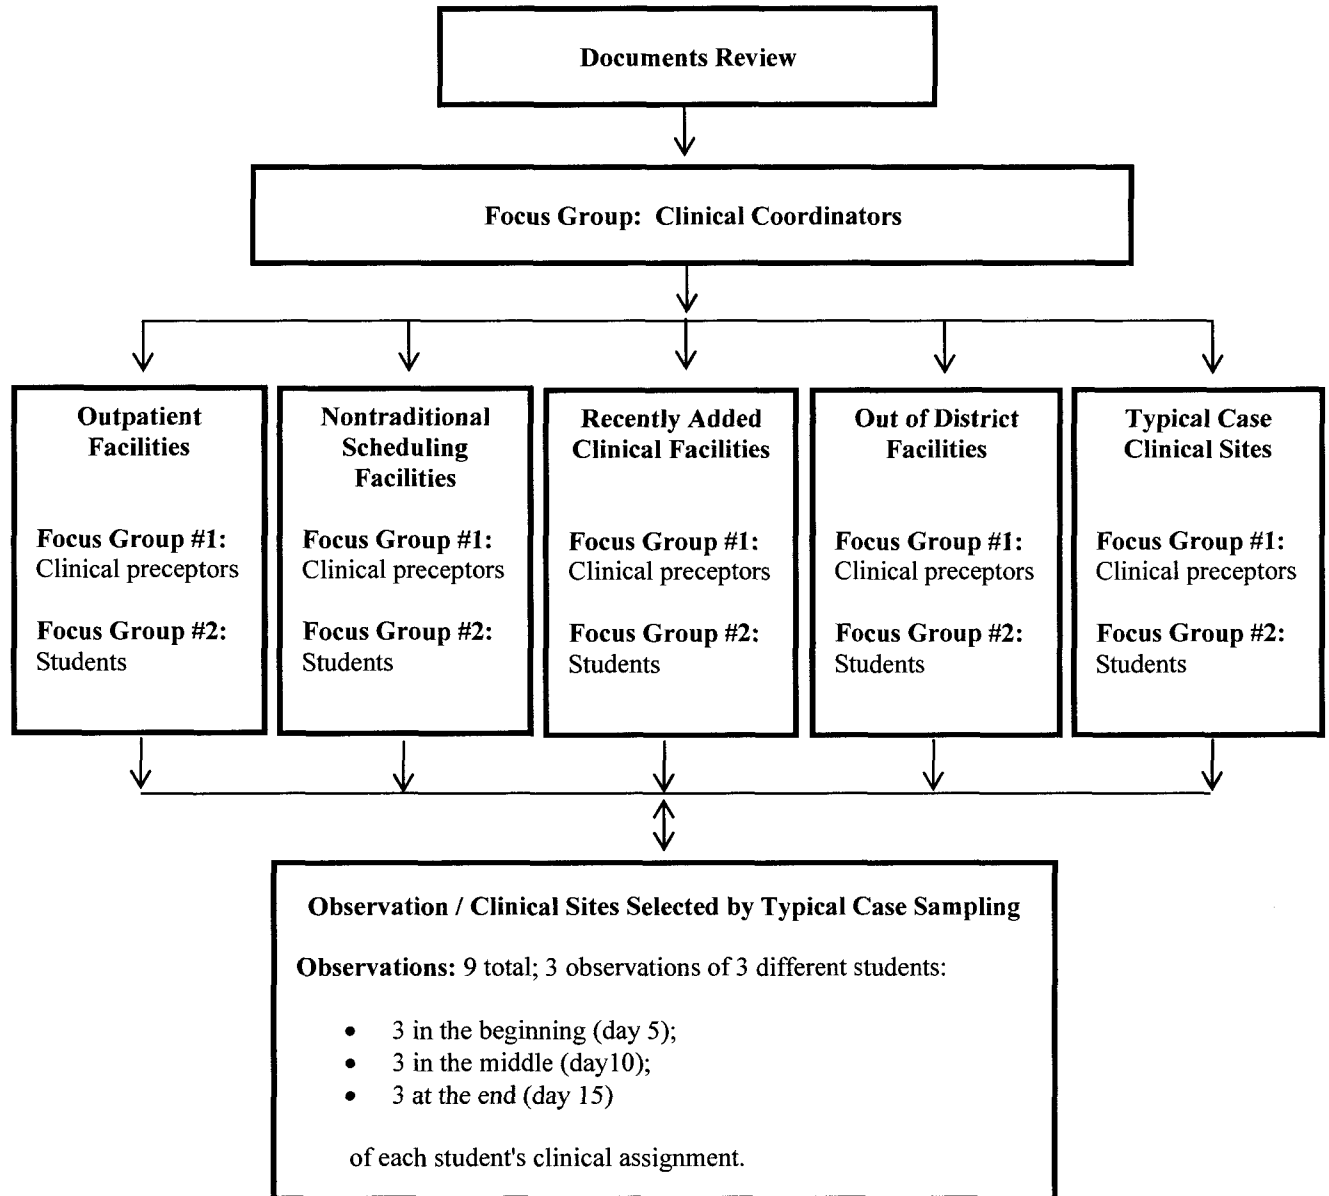 Documents Review
Focus Group: Clinical Coordinators
Outpatient
Facilities
Focus Group #1:
Clinical preceptors
Focus Group #2:
Students
Nontraditional
Scheduling
Facilities
Focus Group #1:
Clinical preceptors
Focus Group #2:
Students
Recently Added
Clinical Facilities
Focus Group #1:
Clinical preceptors
Focus Group #2:
Students
Out of District
Facilities
Focus Group #1:
Clinical preceptors
Focus Group #2:
Students
Typical Case
Clinical Sites
Focus Group #1:
Clinical preceptors
Focus Group #2:
Students
Observation / Clinical Sites Selected by Typical Case Sampling
Observations: 9 total; 3 observations of 3 different students:
• 3 in the beginning (day 5);
• 3 in the middle (day10);
• 3 at the end (day 15)
of each student's clinical assignment.